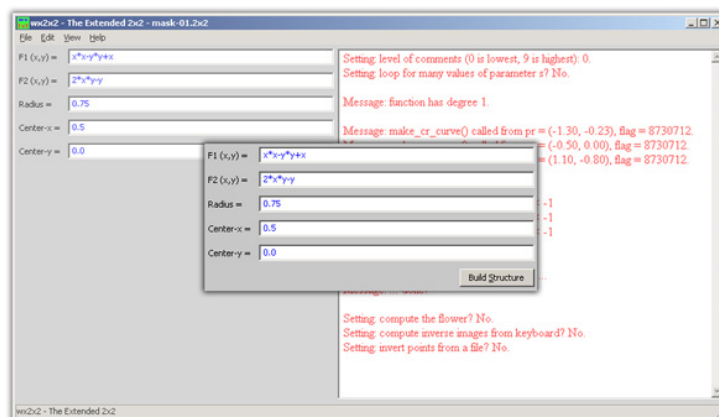 wx2x2 - The Extended 2x2 - mask-01.2x2
File Edit View Help
F1 (x,y) = x*x-y*y+x
F2 (x,y) = 2*x*y-y
Radius = 0.75
Center-x = 0.5
Center-y = 0.0
Setting: level of comments (0 is lowest, 9 is highest): 0.
Setting: loop for many values of parameter s? No.
Message: function has degree 1.
Message: make_cr_curve() called from pr = (-1.30, -0.23), flag = 8730712.
= (-0.50, 0.00), flag = 8730712.
= (1.10, -0.80), flag = 8730712.
= -1
= -1
= -1
F1 (x,y) = x*x-y*y+x
F2 (x,y) = 2*x*y-y
Radius = 0.75
Center-x = 0.5
Center-y = 0.0
Build Structure
Message: ... done!
Setting: compute the flower? No.
Setting: compute inverse images from keyboard? No.
Setting: invert points from a file? No.
wx2x2 - The Extended 2x2